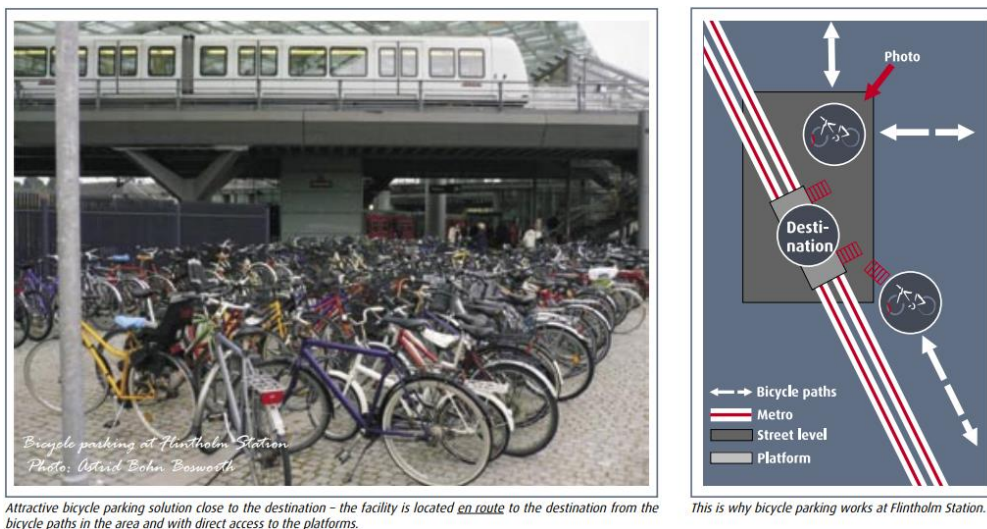 Bicycle parking at Flintholm Station
Photo: Astrid Bohn Bosworth
Attractive bicycle parking solution close to the destination – the facility is located en route to the destination from the
bicycle paths in the area and with direct access to the platforms.
Photo
Desti-
nation
Bicycle paths
Metro
Street level
Platform
This is why bicycle parking works at Flintholm Station.